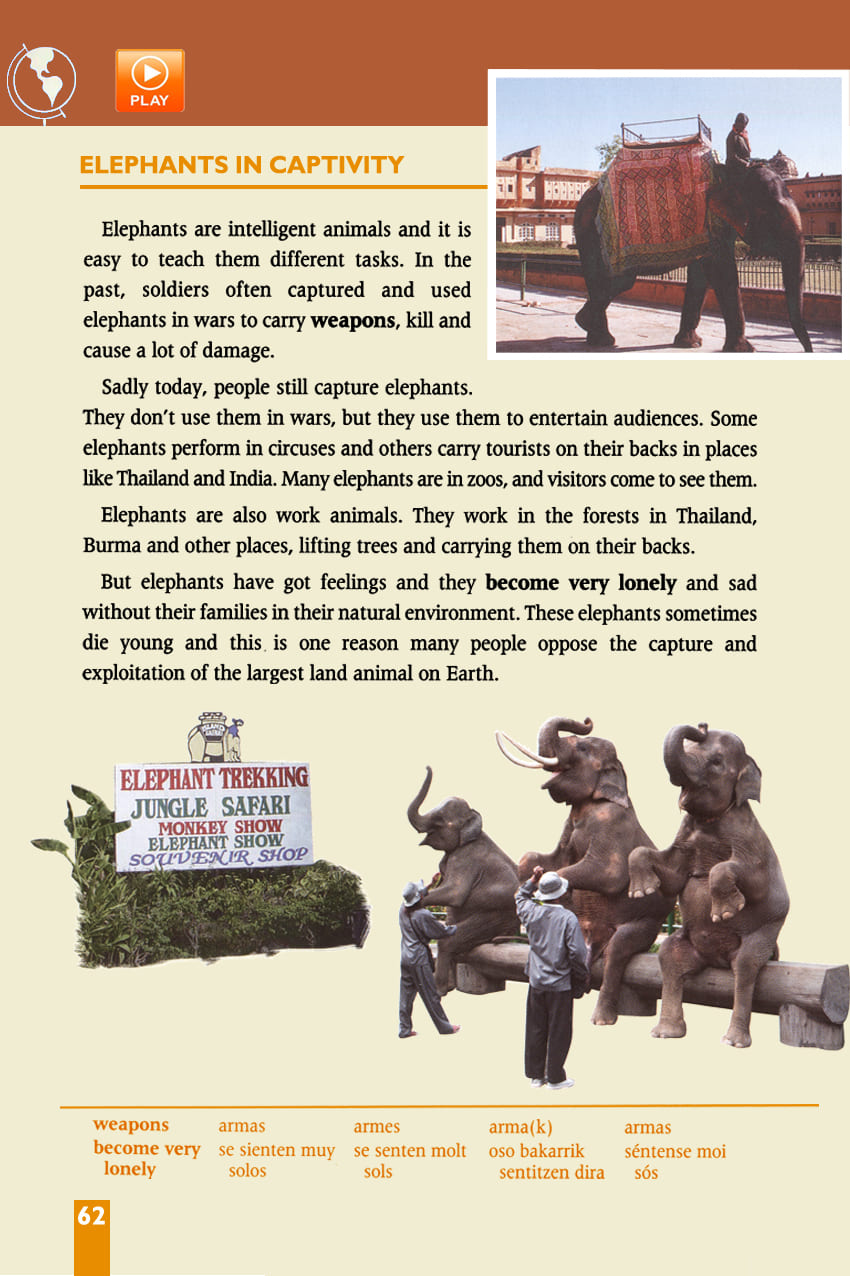 PLAY
ELEPHANTS IN CAPTIVITY
Elephants are intelligent animals and it is
easy to teach them different tasks. In the
past, soldiers often captured and used
elephants in wars to carry weapons, kill and
cause a lot of damage.
Sadly today, people still capture elephants.
They don't use them in wars, but they use them to entertain audiences. Some
elephants perform in circuses and others carry tourists on their backs in places
like Thailand and India. Many elephants are in zoos, and visitors come to see them.
Elephants are also work animals. They work in the forests in Thailand,
Burma and other places, lifting trees and carrying them on their backs.
But elephants have got feelings and they become very lonely and sad
without their families in their natural environment. These elephants sometimes
die young and this is one reason many people oppose the capture and
exploitation of the largest land animal on Earth.
ISLAND
SAFARI
ELEPHANT TREKKING
JUNGLE SAFARI
MONKEY SHOW
ELEPHANT SHOW
SOUVENIR SHOP
weapons armas armes arma(k) armas
become very se sienten muy se senten molt oso bakarrik séntense moi
lonely solos sols sentitzen dira sós
62